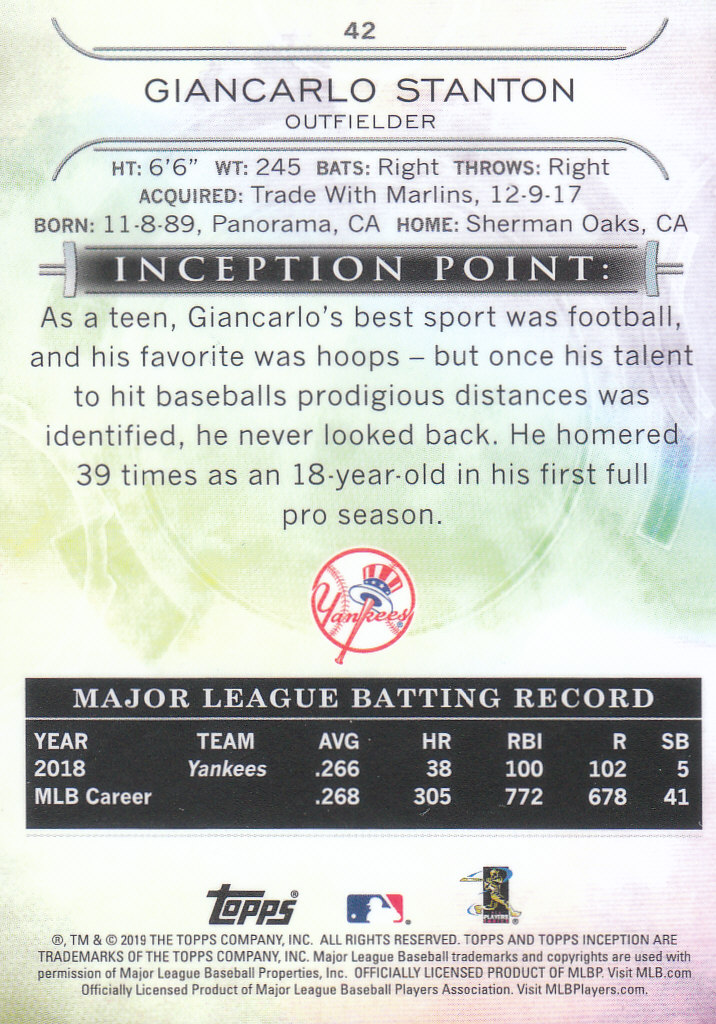 42
GIANCARLO STANTON
OUTFIELDER
HT: 6'6" WT: 245 BATS: Right THROWS: Right
ACQUIRED: Trade With Marlins, 12-9-17
BORN: 11-8-89, Panorama, CA HOME: Sherman Oaks, CA
INCEPTION POINT:
As a teen, Giancarlo's best sport was football,
and his favorite was hoops – but once his talent
to hit baseballs prodigious distances was
identified, he never looked back. He homered
39 times as an 18-year-old in his first full
pro season.
Yankees®
MAJOR LEAGUE BATTING RECORD
YEAR TEAM AVG HR RBI R SB
2018 Yankees .266 38 100 102 5
MLB Career .268 305 772 678 41
Topps® ® PLAYERS
®, TM & © 2019 THE TOPPS COMPANY, INC. ALL RIGHTS RESERVED. TOPPS AND TOPPS INCEPTION ARE
TRADEMARKS OF THE TOPPS COMPANY, INC. Major League Baseball trademarks and copyrights are used with
permission of Major League Baseball Properties, Inc. OFFICIALLY LICENSED PRODUCT OF MLBP. Visit MLB.com
Officially Licensed Product of Major League Baseball Players Association. Visit MLBPlayers.com.